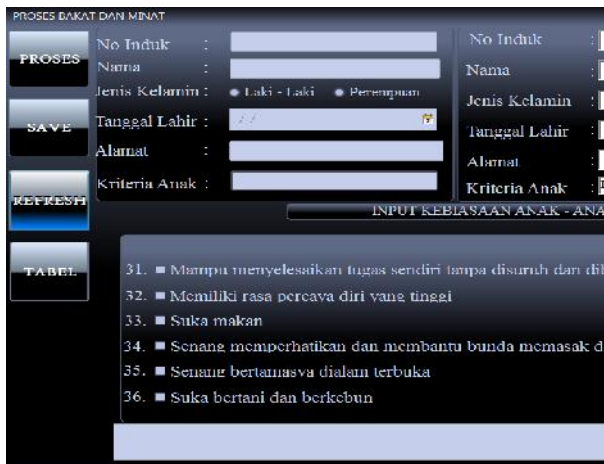 PROSES BAKAT DAN MINAT
PROSES
SAVE
REFRESH
TABEL
No Induk :
Nama :
Jenis Kelamin : Laki - Laki Perempuan
Tanggal Lahir : / /
Alamat :
Kriteria Anak :
No Induk :
Nama :
Jenis Kelamin :
Tanggal Lahir :
Alamat :
Kriteria Anak :
INPUT KEBIASAAN ANAK - ANA
31. Mampu menyelesaikan tugas sendiri tanpa disuruh dan dib
32. Memiliki rasa percaya diri yang tinggi
33. Suka makan
34. Senang memperhatikan dan membantu bunda memasak d
35. Senang bertamasya dialam terbuka
36. Suka bertani dan berkebun